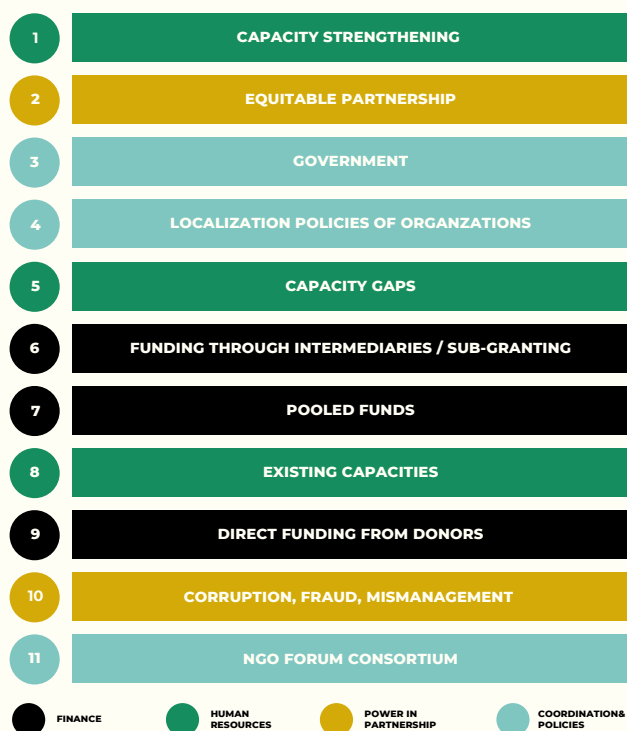 1 CAPACITY STRENGTHENING
2 EQUITABLE PARTNERSHIP
3 GOVERNMENT
4 LOCALIZATION POLICIES OF ORGANZATIONS
5 CAPACITY GAPS
6 FUNDING THROUGH INTERMEDIARIES / SUB-GRANTING
7 POOLED FUNDS
8 EXISTING CAPACITIES
9 DIRECT FUNDING FROM DONORS
10 CORRUPTION, FRAUD, MISMANAGEMENT
11 NGO FORUM CONSORTIUM
FINANCE
HUMAN
RESOURCES
POWER IN
PARTNERSHIP
COORDINATION&
POLICIES